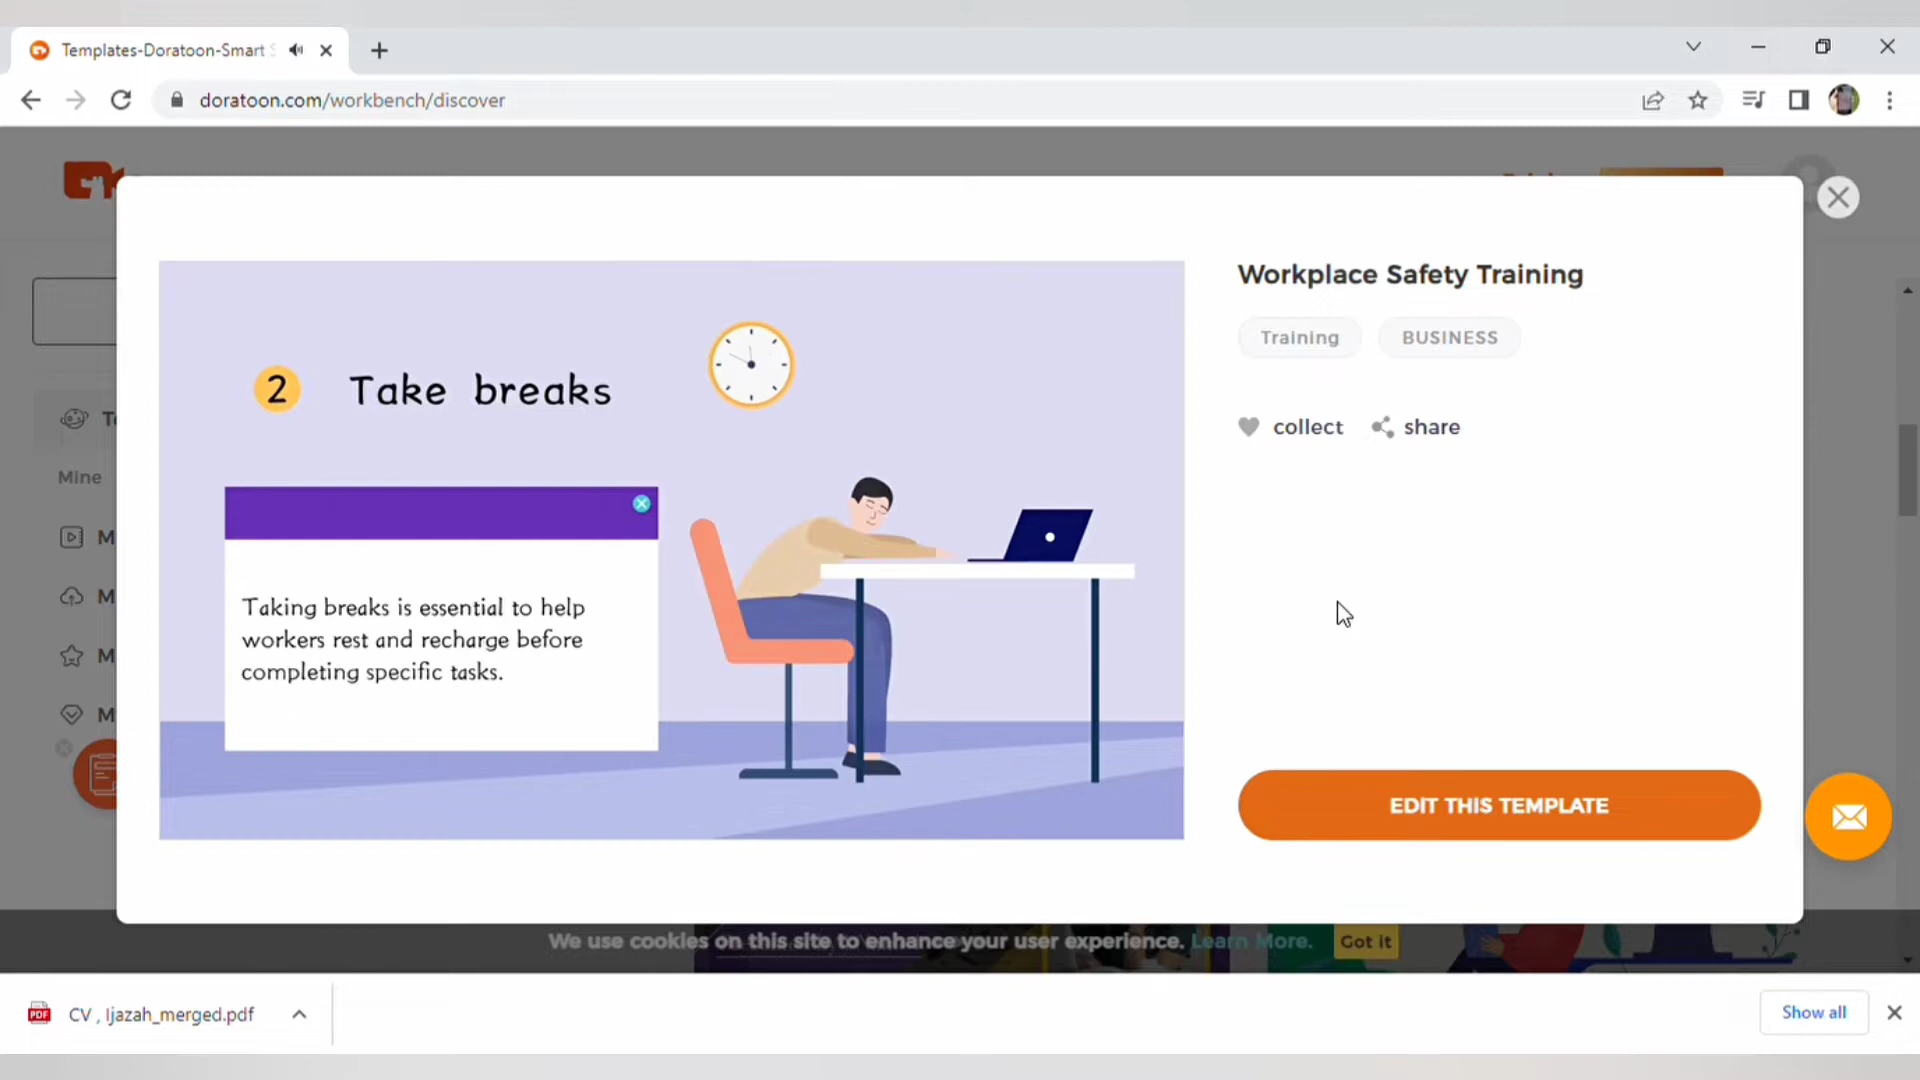 Templates-Doratoon-Smart
doratoon.com/workbench/discover
Workplace Safety Training
Training
BUSINESS
collect
share
2
Take breaks
Taking breaks is essential to help
workers rest and recharge before
completing specific tasks.
Mine
M
M
M
M
EDIT THIS TEMPLATE
We use cookies on this site to enhance your user experience. Learn More.
Got it
PDF
CV , Ijazah_merged.pdf
Show all